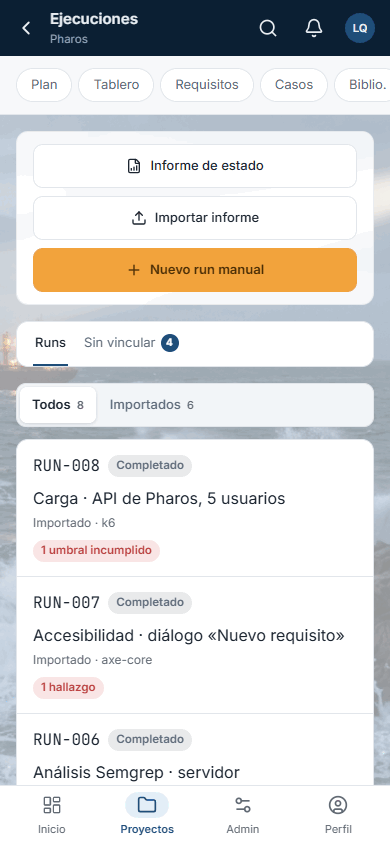 Ejecuciones
Pharos
LQ
Plan
Tablero
Requisitos
Casos
Biblio.
Informe de estado
Importar informe
Nuevo run manual
Runs
Sin vincular 4
Todos 8
Importados 6
RUN-008 Completado
Carga · API de Pharos, 5 usuarios
Importado · k6
1 umbral incumplido
RUN-007 Completado
Accesibilidad · diálogo «Nuevo requisito»
Importado · axe-core
1 hallazgo
RUN-006 Completado
Análisis Semgrep · servidor
Inicio
Proyectos
Admin
Perfil